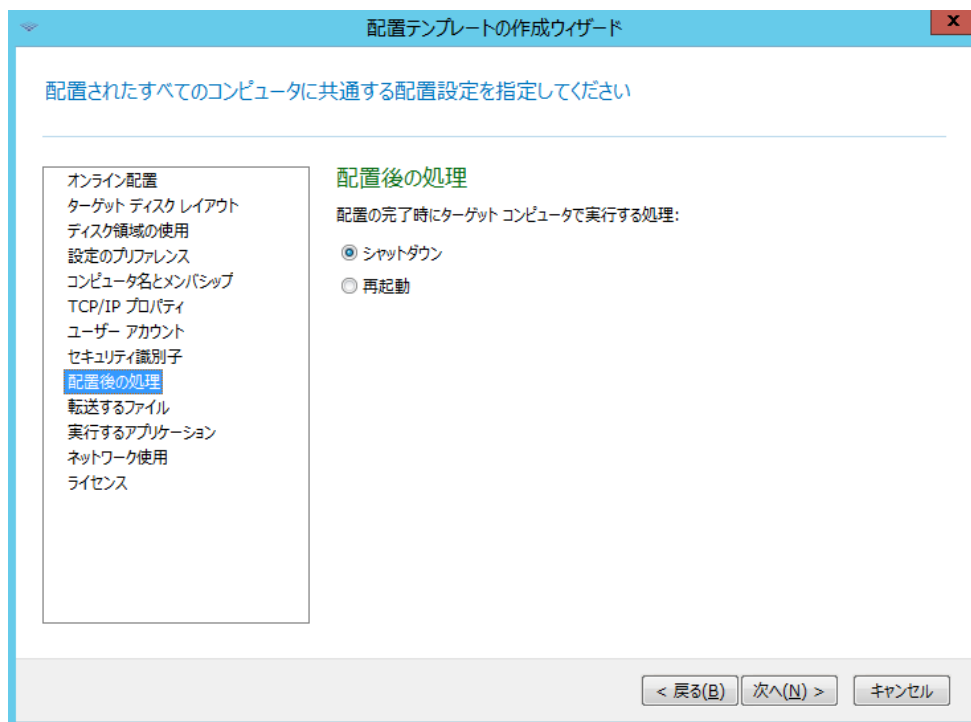 配置テンプレートの作成ウィザード
x
配置されたすべてのコンピュータに共通する配置設定を指定してください
オンライン配置
ターゲット ディスク レイアウト
ディスク領域の使用
設定のプリファレンス
コンピュータ名とメンバシップ
TCP/IP プロパティ
ユーザー アカウント
セキュリティ識別子
配置後の処理
転送するファイル
実行するアプリケーション
ネットワーク使用
ライセンス
配置後の処理
配置の完了時にターゲット コンピュータで実行する処理:
シャットダウン
再起動
< 戻る(B)
次へ(N) >
キャンセル